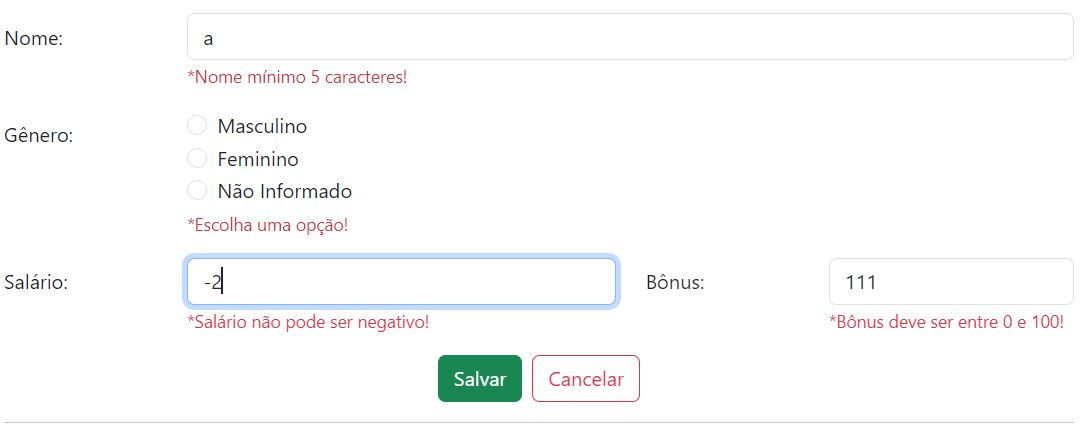 Nome: a
*Nome mínimo 5 caracteres!
Gênero:
Masculino
Feminino
Não Informado
*Escolha uma opção!
Salário: -2 Bônus: 111
*Salário não pode ser negativo! *Bônus deve ser entre 0 e 100!
Salvar Cancelar